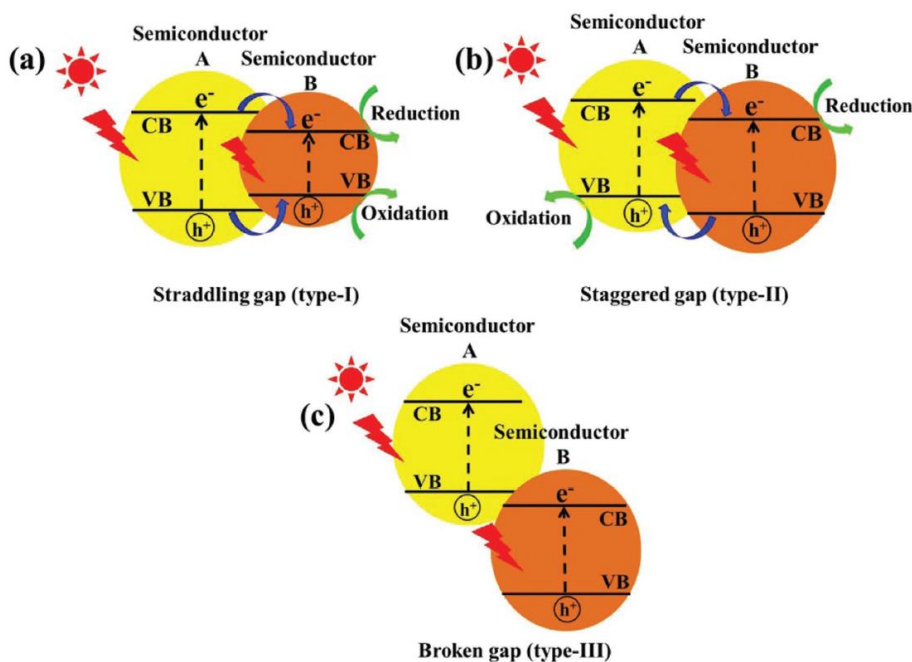 (a)
Semiconductor
A
Semiconductor
B
e-
CB
VB
h+
e-
CB
VB
h+
Reduction
Oxidation
Straddling gap (type-I)
(b)
Semiconductor
A
Semiconductor
B
e-
CB
VB
h+
e-
CB
VB
h+
Reduction
Oxidation
Staggered gap (type-II)
(c)
Semiconductor
A
e-
CB
VB
h+
Semiconductor
B
e-
CB
VB
h+
Broken gap (type-III)